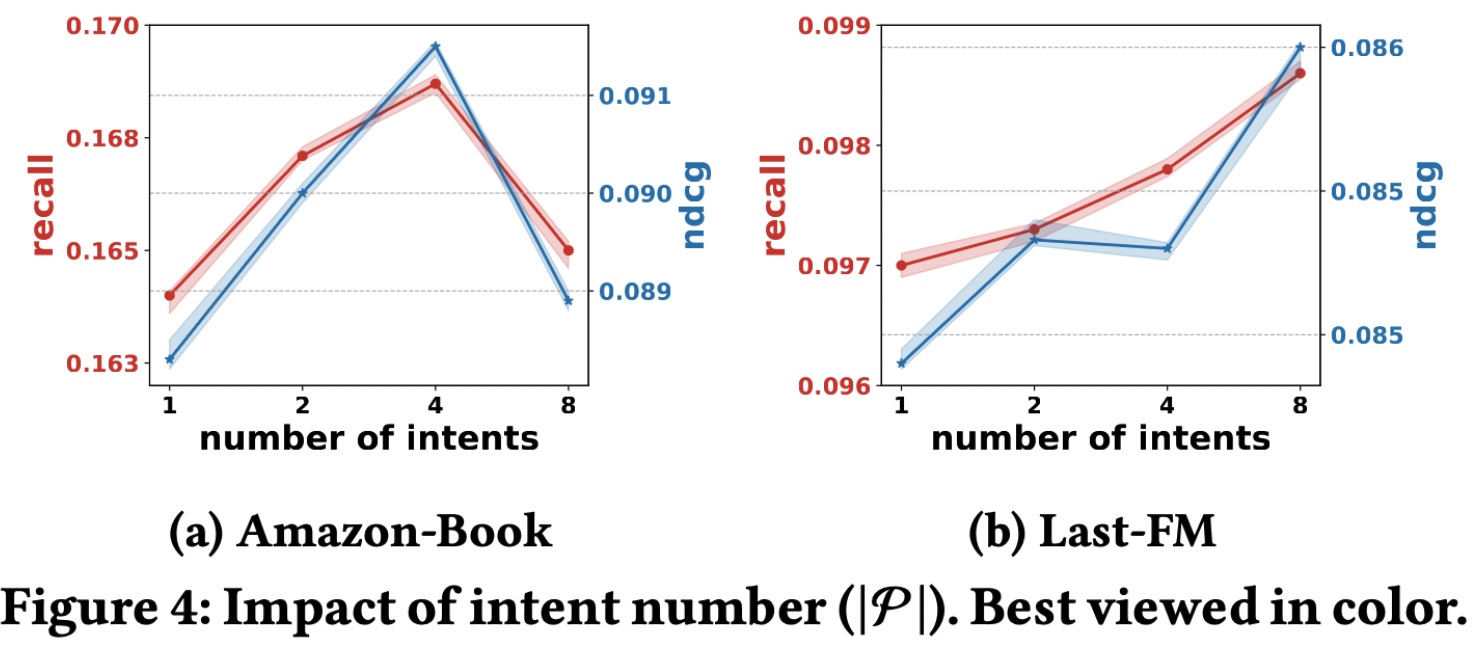 0.170
0.168
0.165
0.163
recall
0.091
0.090
0.089
ndcg
1 2 4 8
number of intents
(a) Amazon-Book
0.099
0.098
0.097
0.096
recall
0.086
0.085
0.085
ndcg
1 2 4 8
number of intents
(b) Last-FM
Figure 4: Impact of intent number (|𝒫|). Best viewed in color.